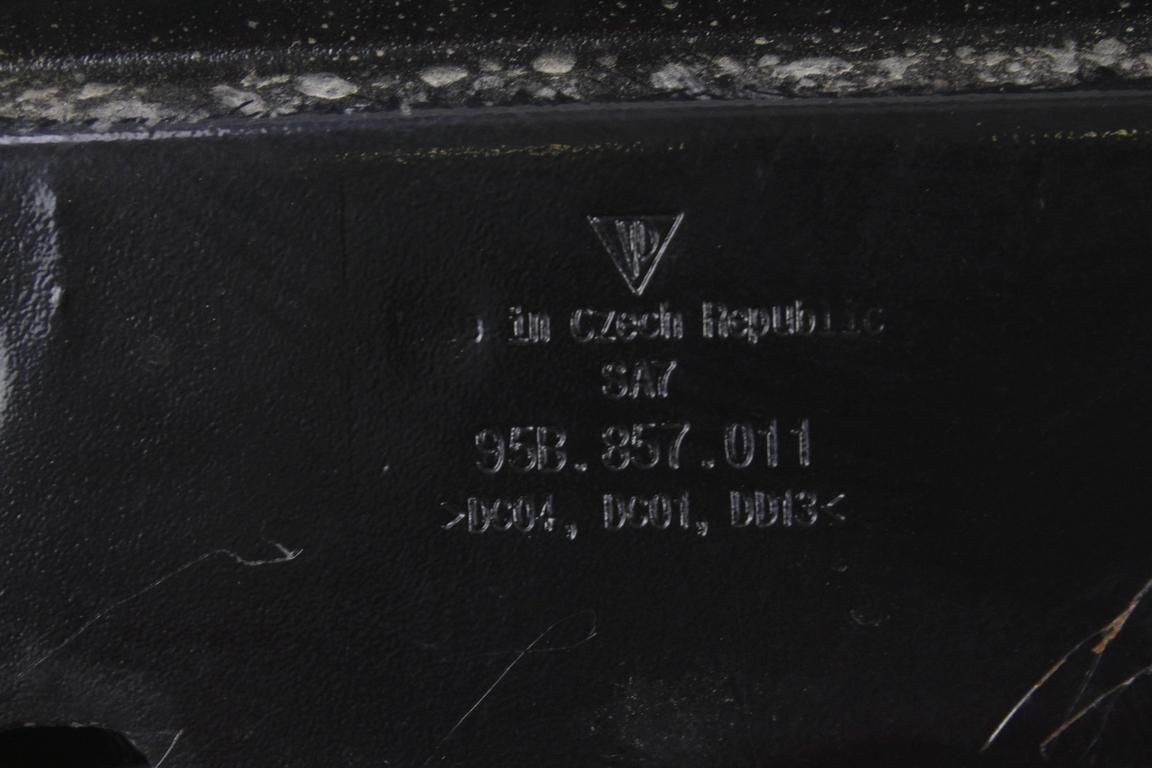 in Czech Republic
SA7
95B.857.011
>DC04, DC01, DD13<